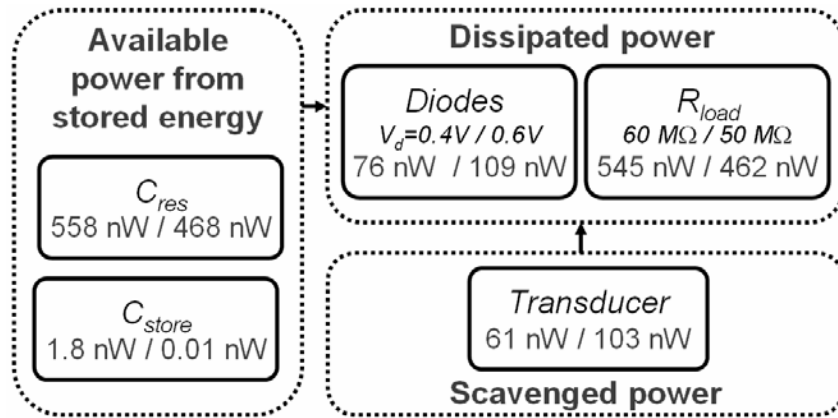 Available
power from
stored energy
C_res
558 nW / 468 nW
C_store
1.8 nW / 0.01 nW
Dissipated power
Diodes
V_d=0.4V / 0.6V
76 nW / 109 nW
R_load
60 MΩ / 50 MΩ
545 nW / 462 nW
Transducer
61 nW / 103 nW
Scavenged power